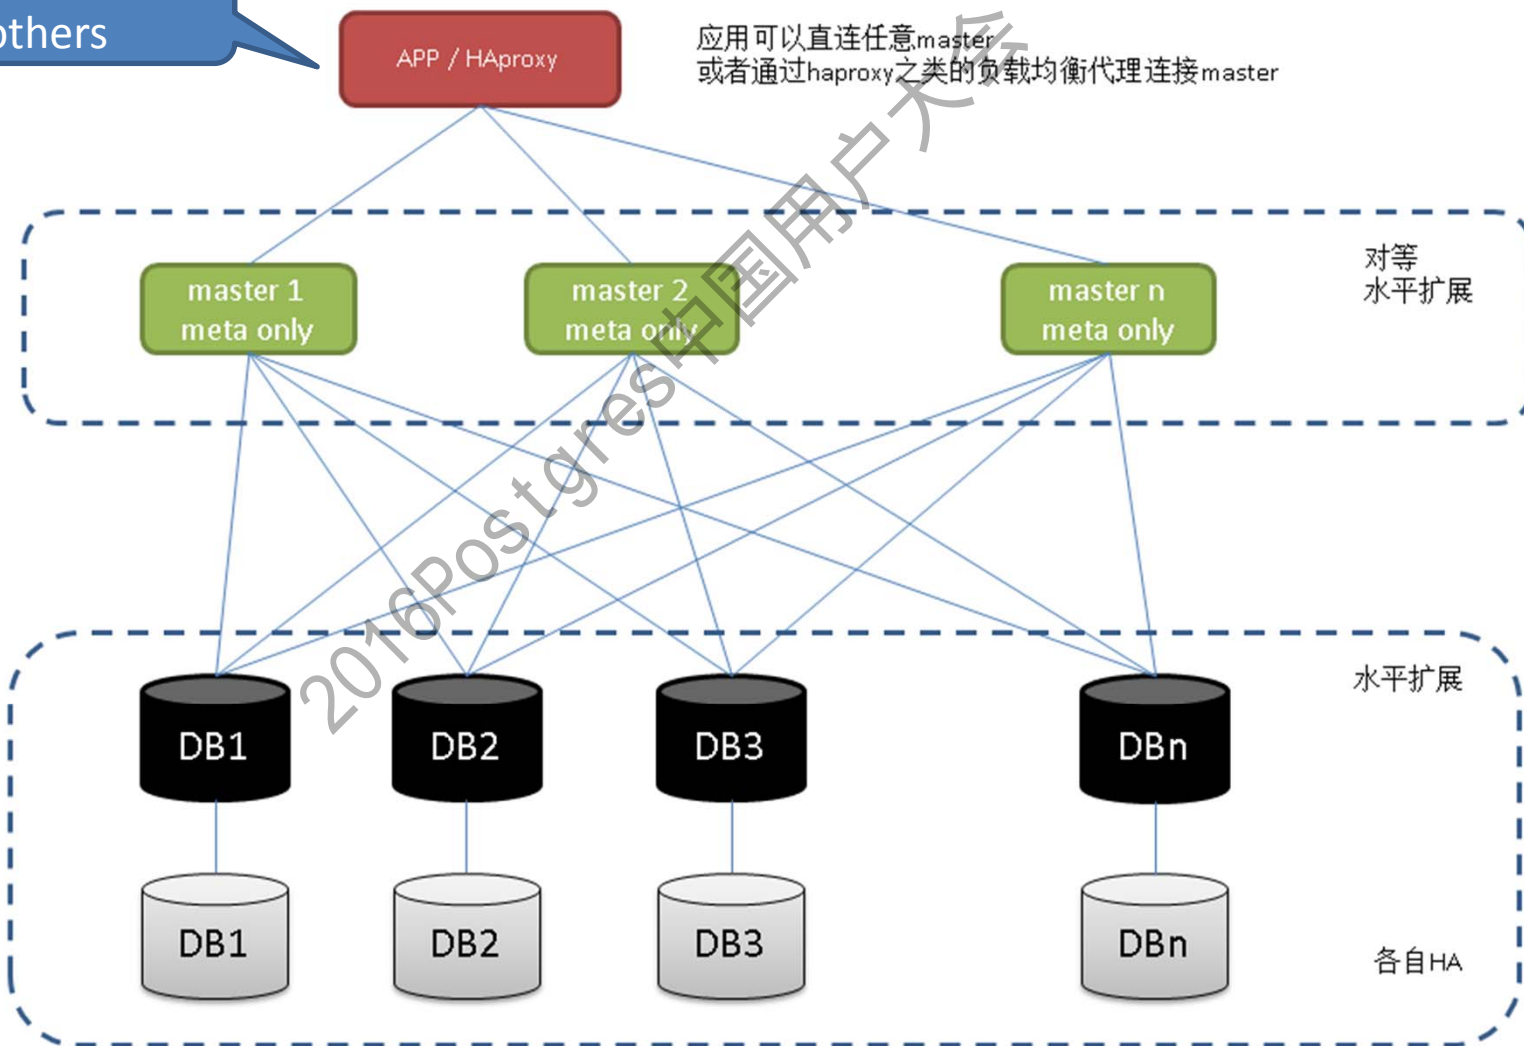 others
APP / HAproxy
应用可以直连任意master
或者通过haproxy之类的负载均衡代理连接master
对等
水平扩展
master 1
meta only
master 2
meta only
master n
meta only
2016Postgres中国用户大会
水平扩展
DB1
DB2
DB3
DBn
DB1
DB2
DB3
DBn
各自HA